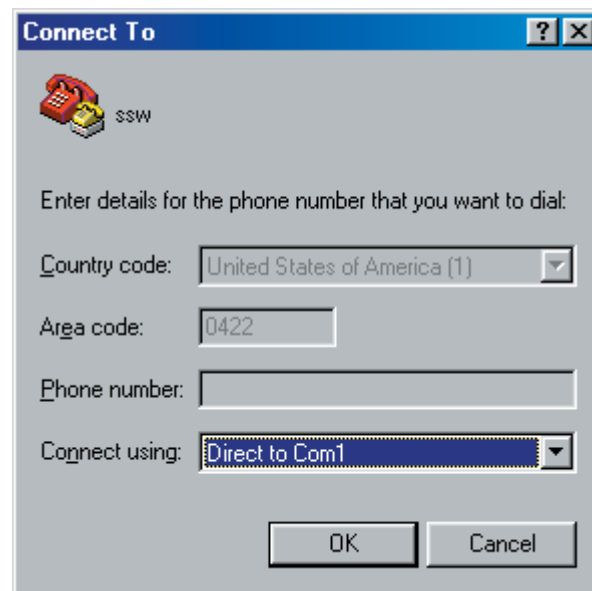 Connect To
ssw
Enter details for the phone number that you want to dial:
Country code: United States of America (1)
Area code: 0422
Phone number:
Connect using: Direct to Com1
OK Cancel